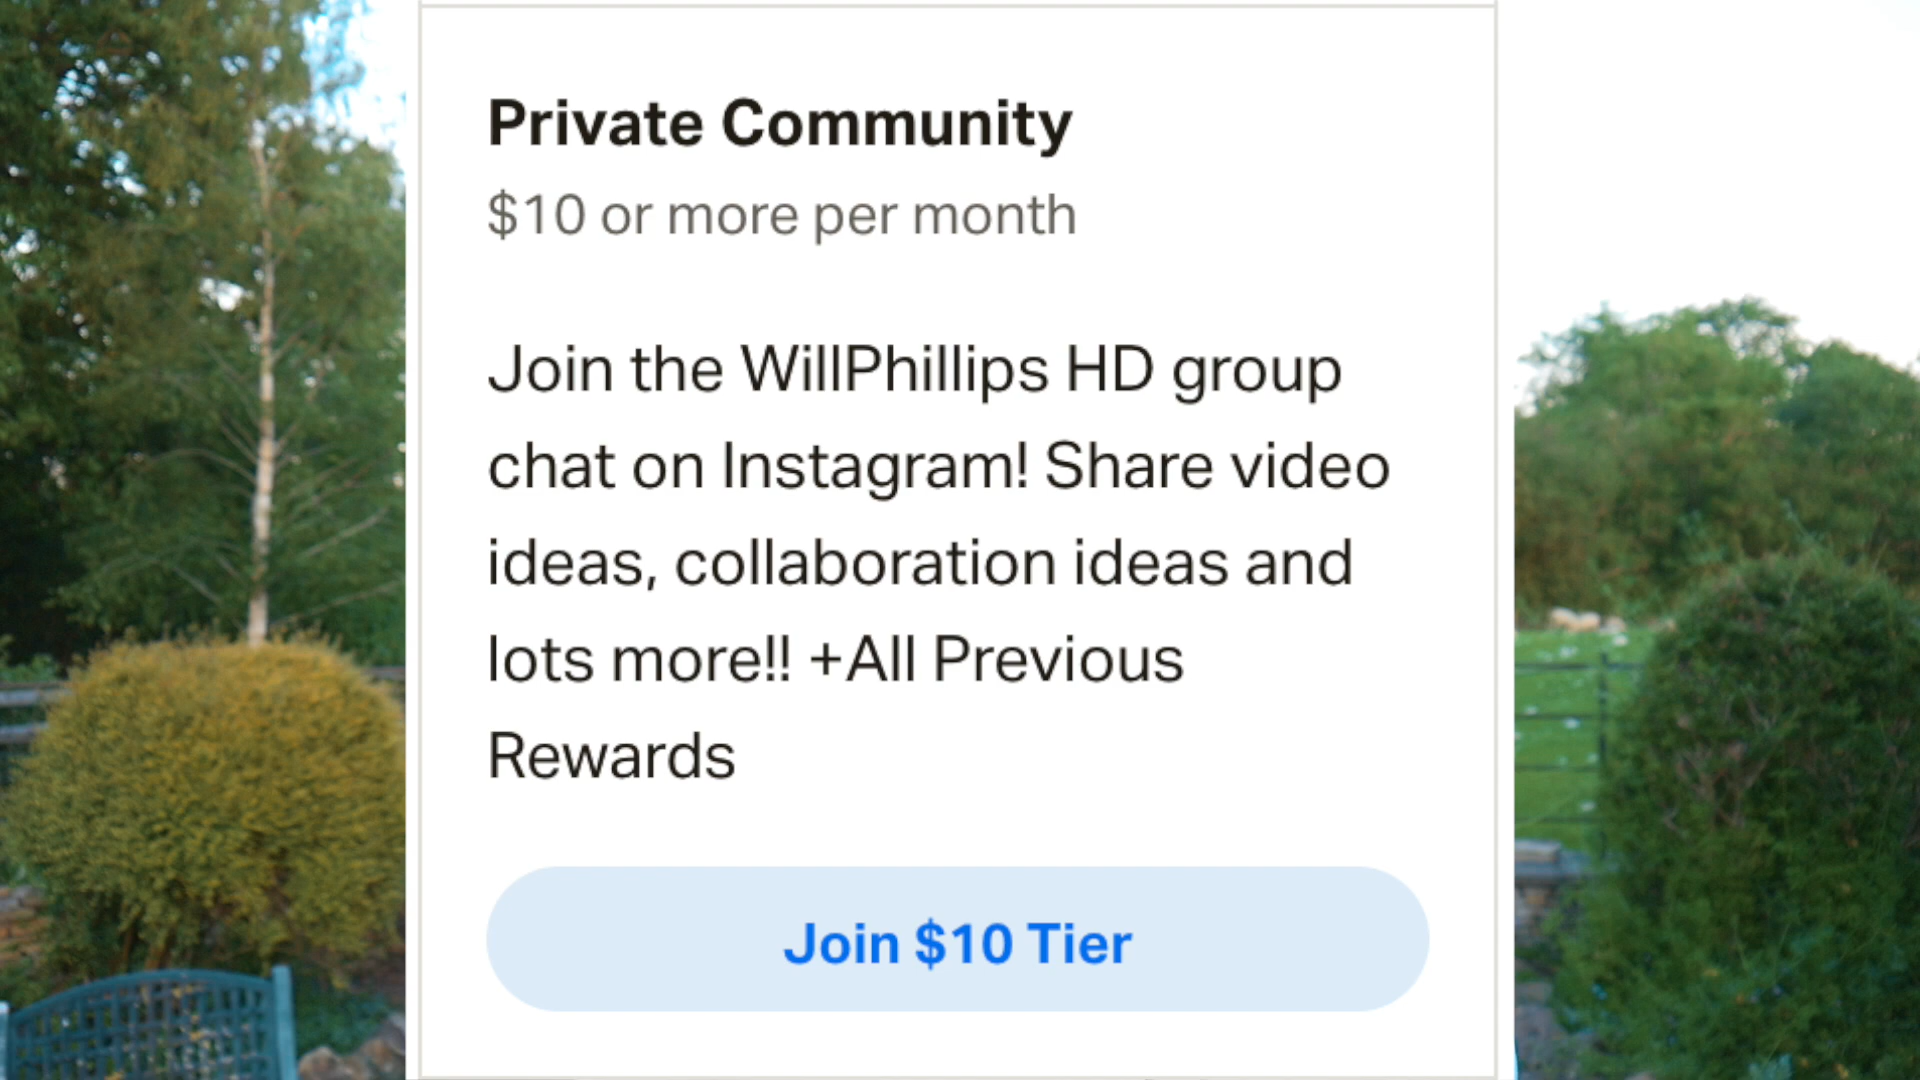 Private Community
$10 or more per month
Join the WillPhillips HD group
chat on Instagram! Share video
ideas, collaboration ideas and
lots more!! +All Previous
Rewards
Join $10 Tier